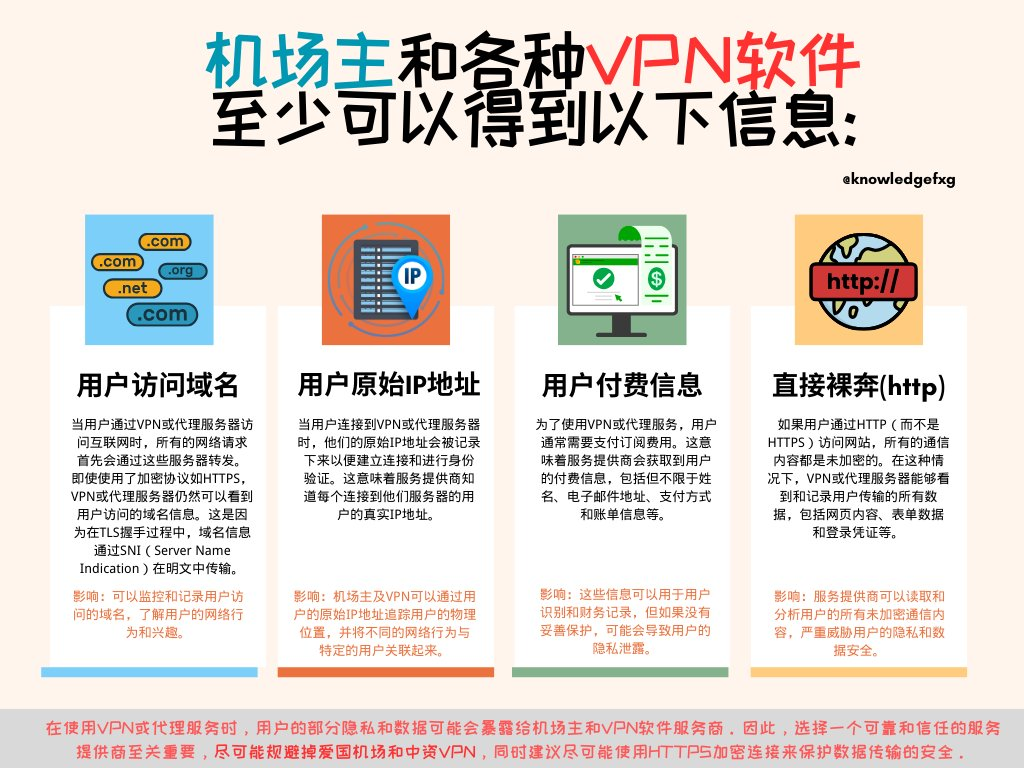 机场主和各种VPN软件
至少可以得到以下信息:
@knowledgefxg
.com
.com
.org
.net
.com
用户访问域名
当用户通过VPN或代理服务器访
问互联网时，所有的网络请求
首先会通过这些服务器转发。
即使使用了加密协议如HTTPS，
VPN或代理服务器仍然可以看到
用户访问的域名信息。这是因
为在TLS握手过程中，域名信息
通过SNI（Server Name
Indication）在明文中传输。
影响：可以监控和记录用户访
问的域名，了解用户的网络行
为和兴趣。
IP
用户原始IP地址
当用户连接到VPN或代理服务器
时，他们的原始IP地址会被记录
下来以便建立连接和进行身份
验证。这意味着服务提供商知
道每个连接到他们服务器的用
户的真实IP地址。
影响：机场主及VPN可以通过用
户的原始IP地址追踪用户的物理
位置，并将不同的网络行为与
特定的用户关联起来。
$
用户付费信息
为了使用VPN或代理服务，用户
通常需要支付订阅费用。这意
味着服务提供商会获取到用户
的付费信息，包括但不限于姓
名、电子邮件地址、支付方式
和账单信息等。
影响：这些信息可以用于用户
识别和财务记录，但如果没有
妥善保护，可能会导致用户的
隐私泄露。
http://
直接裸奔(http)
如果用户通过HTTP（而不是
HTTPS）访问网站，所有的通信
内容都是未加密的。在这种情
况下，VPN或代理服务器能够看
到和记录用户传输的所有数
据，包括网页内容、表单数据
和登录凭证等。
影响：服务提供商可以读取和
分析用户的所有未加密通信内
容，严重威胁用户的隐私和数
据安全。
在使用VPN或代理服务时，用户的部分隐私和数据可能会暴露给机场主和VPN软件服务商。因此，选择一个可靠和信任的服务
提供商至关重要，尽可能规避掉爱国机场和中资VPN，同时建议尽可能使用HTTPS加密连接来保护数据传输的安全。